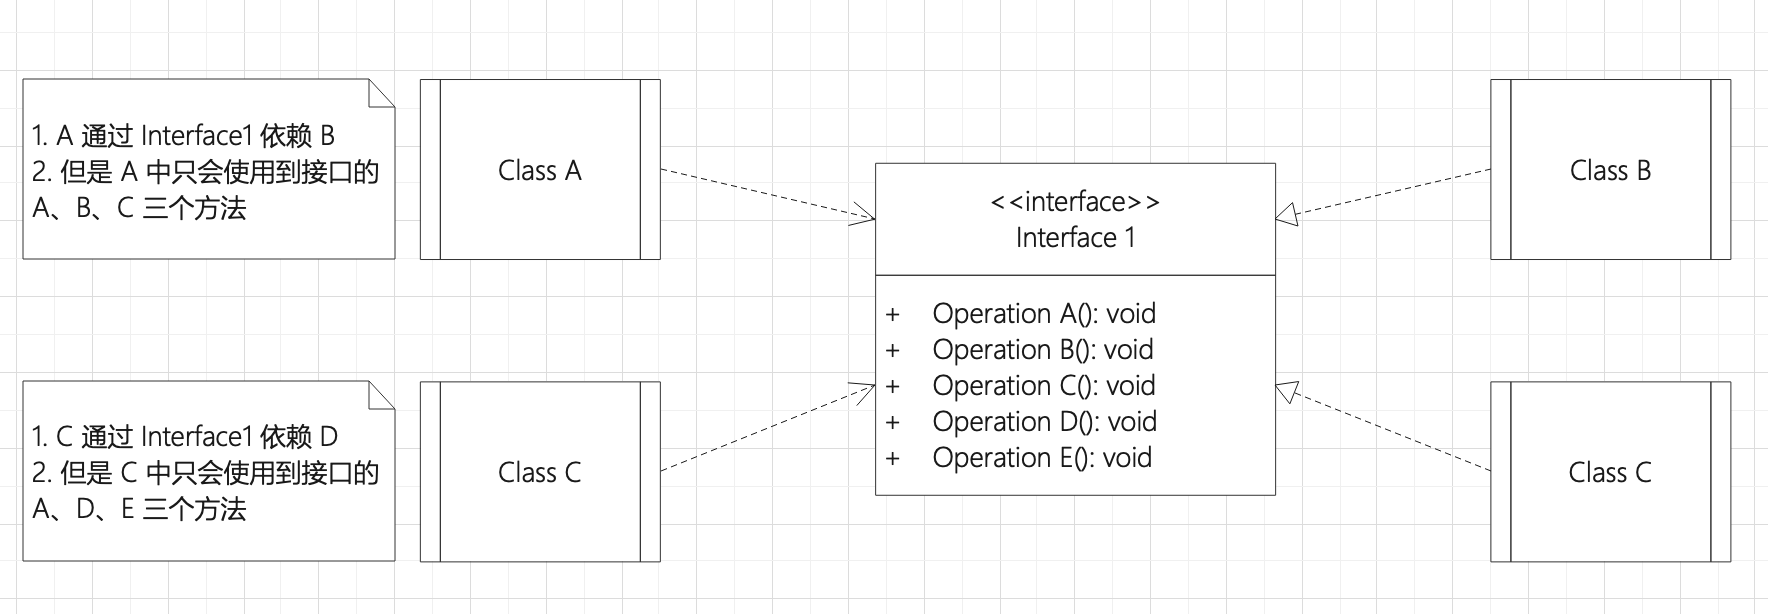 1. A 通过 Interface1 依赖 B
2. 但是 A 中只会使用到接口的
A、B、C 三个方法
Class A
<<interface>>
Interface 1
+ Operation A(): void
+ Operation B(): void
+ Operation C(): void
+ Operation D(): void
+ Operation E(): void
Class B
1. C 通过 Interface1 依赖 D
2. 但是 C 中只会使用到接口的
A、D、E 三个方法
Class C
Class C